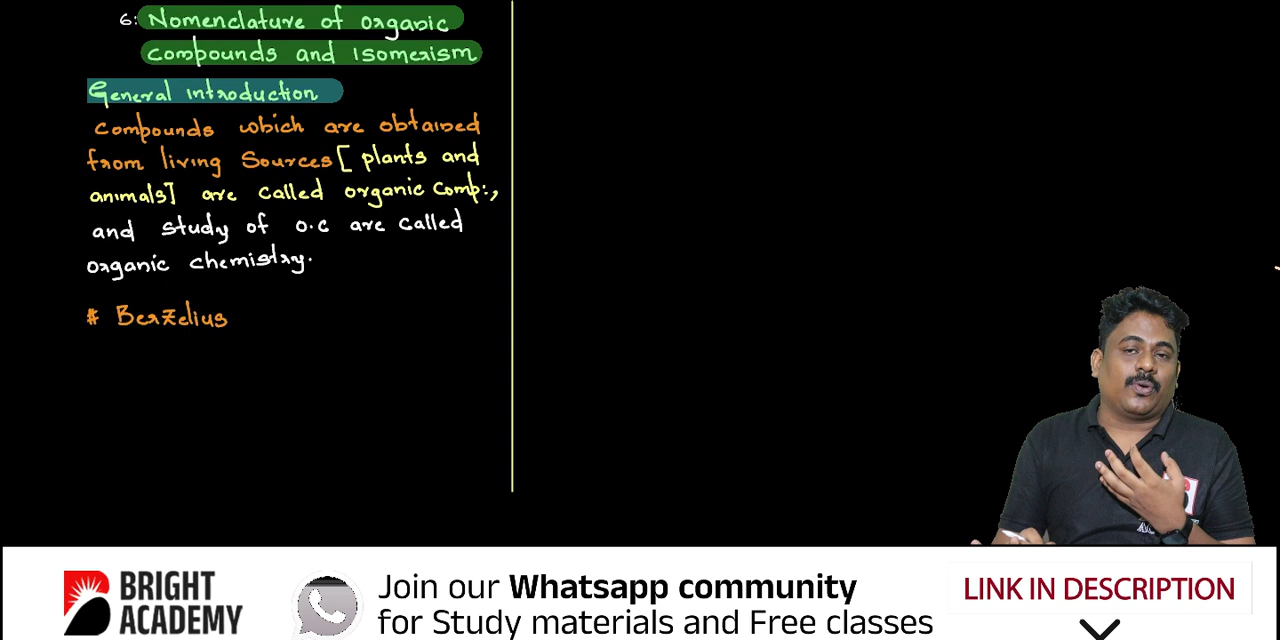 6: Nomenclature of organic
compounds and Isomerism
General introduction
compounds which are obtained
from living Sources [ plants and
animals] are called organic comp:,
and study of o.c are called
organic chemistry.
# Berzelius
BRIGHT
ACADEMY
Join our Whatsapp community
for Study materials and Free classes
LINK IN DESCRIPTION